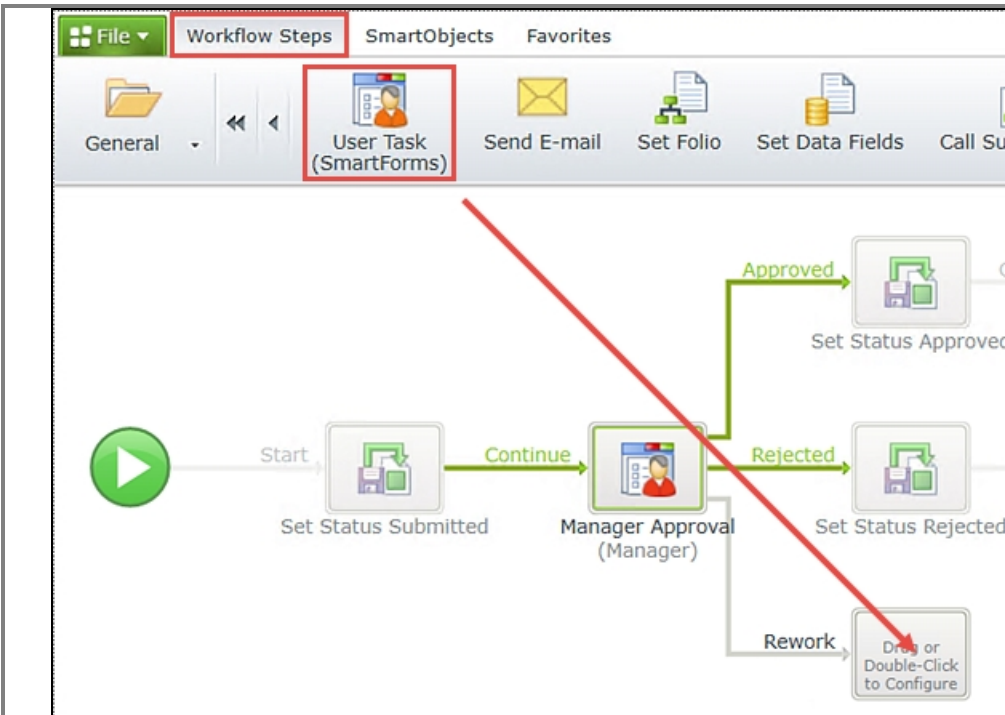 File
Workflow Steps
SmartObjects
Favorites
General
User Task
(SmartForms)
Send E-mail
Set Folio
Set Data Fields
Call Su
Approved
Set Status Approved
Start
Continue
Rejected
Set Status Submitted
Manager Approval
(Manager)
Set Status Rejected
Rework
Drag or
Double-Click
to Configure